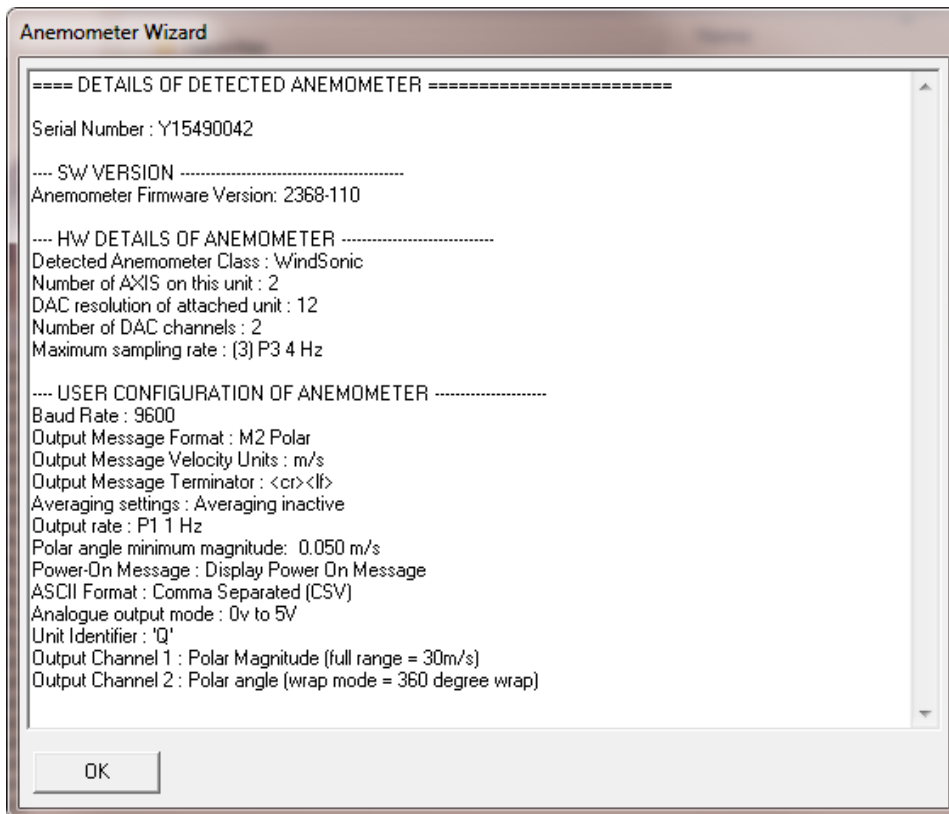 Anemometer Wizard
==== DETAILS OF DETECTED ANEMOMETER ========================
Serial Number : Y15490042
---- SW VERSION --------------------------------------------
Anemometer Firmware Version: 2368-110
---- HW DETAILS OF ANEMOMETER ------------------------------
Detected Anemometer Class : WindSonic
Number of AXIS on this unit : 2
DAC resolution of attached unit : 12
Number of DAC channels : 2
Maximum sampling rate : (3) P3 4 Hz
---- USER CONFIGURATION OF ANEMOMETER ----------------------
Baud Rate : 9600
Output Message Format : M2 Polar
Output Message Velocity Units : m/s
Output Message Terminator : <cr><lf>
Averaging settings : Averaging inactive
Output rate : P1 1 Hz
Polar angle minimum magnitude:  0.050 m/s
Power-On Message : Display Power On Message
ASCII Format : Comma Separated (CSV)
Analogue output mode : 0v to 5V
Unit Identifier : 'Q'
Output Channel 1 : Polar Magnitude (full range = 30m/s)
Output Channel 2 : Polar angle (wrap mode = 360 degree wrap)
OK